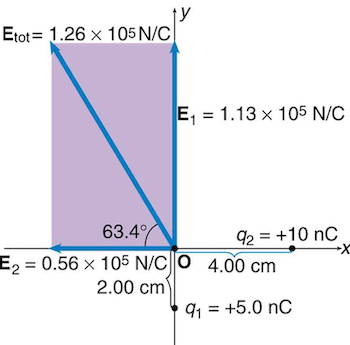 y
Eₜₒₜ= 1.26 × 10⁵N/C
E₁ = 1.13 × 10⁵ N/C
63.4°
q₂ = +10 nC
x
E₂ = 0.56 × 10⁵ N/C
O
4.00 cm
2.00 cm
q₁ = +5.0 nC